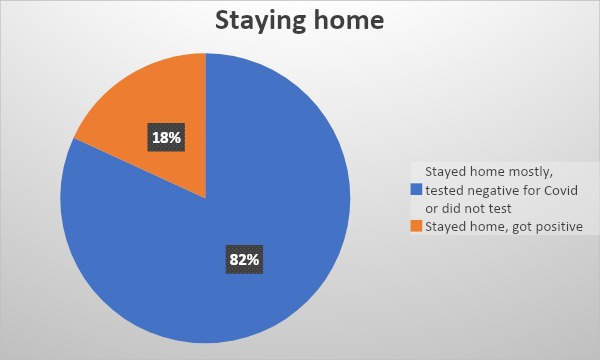 Staying home
18%
82%
Stayed home mostly,
tested negative for Covid
or did not test
Stayed home, got positive